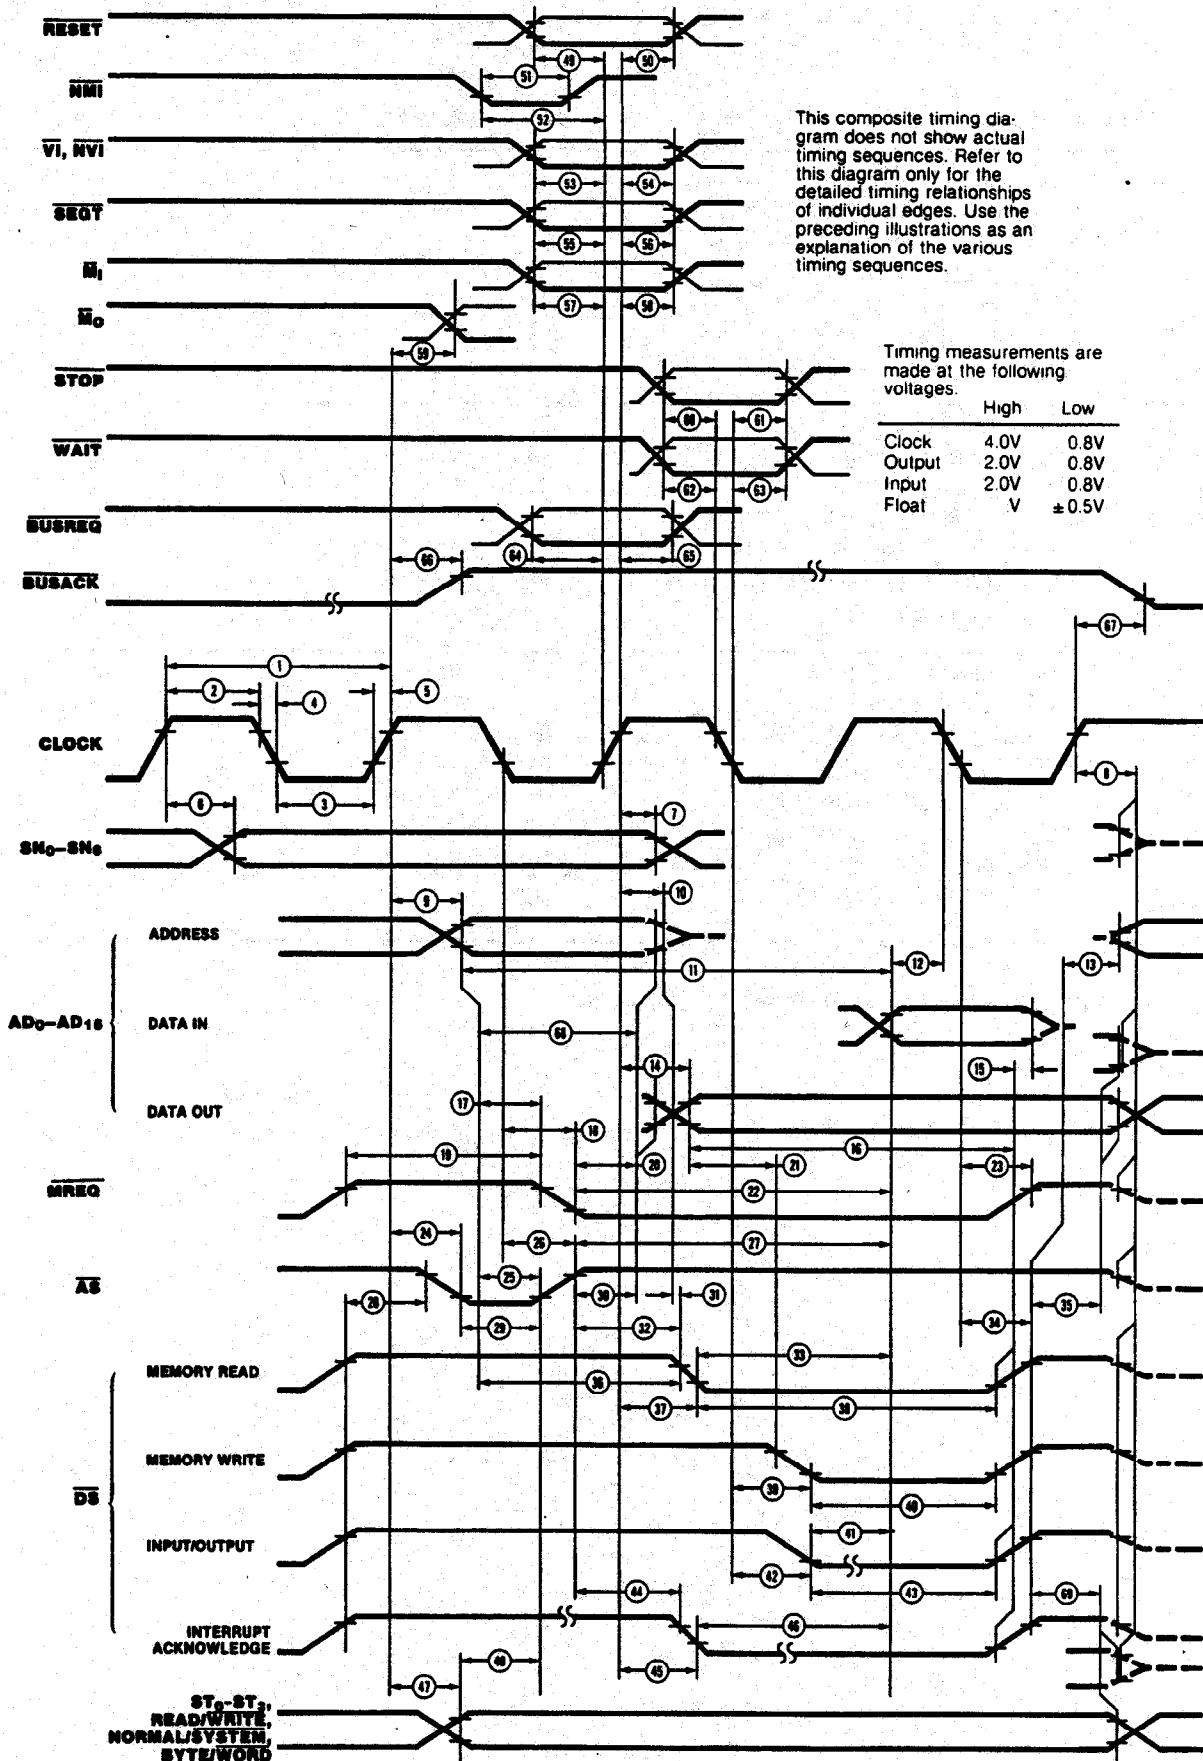 RESET
49
50
NMI
51
52
This composite timing dia-
gram does not show actual
timing sequences. Refer to
this diagram only for the
detailed timing relationships
of individual edges. Use the
preceding illustrations as an
explanation of the various
timing sequences.
VI, NVI
53
54
SEGT
55
56
MI
57
58
MO
59
Timing measurements are
made at the following
voltages.
High Low
Clock 4.0V 0.8V
Output 2.0V 0.8V
Input 2.0V 0.8V
Float V ±0.5V
STOP
60
61
WAIT
62
63
BUSREQ
64
65
66
BUSACK
67
1
2
4
5
CLOCK
8
3
6
7
SN0–SN6
9
10
ADDRESS
11
12
13
AD0–AD15
DATA IN
68
14
15
17
DATA OUT
18
16
19
20
21
23
MREQ
22
24
26
27
AS
25
28
30
31
35
29
32
34
33
MEMORY READ
36
37
38
MEMORY WRITE
39
40
DS
INPUT/OUTPUT
41
42
43
44
69
INTERRUPT
ACKNOWLEDGE
46
48
45
47
ST0–ST3,
READ/WRITE,
NORMAL/SYSTEM,
BYTE/WORD